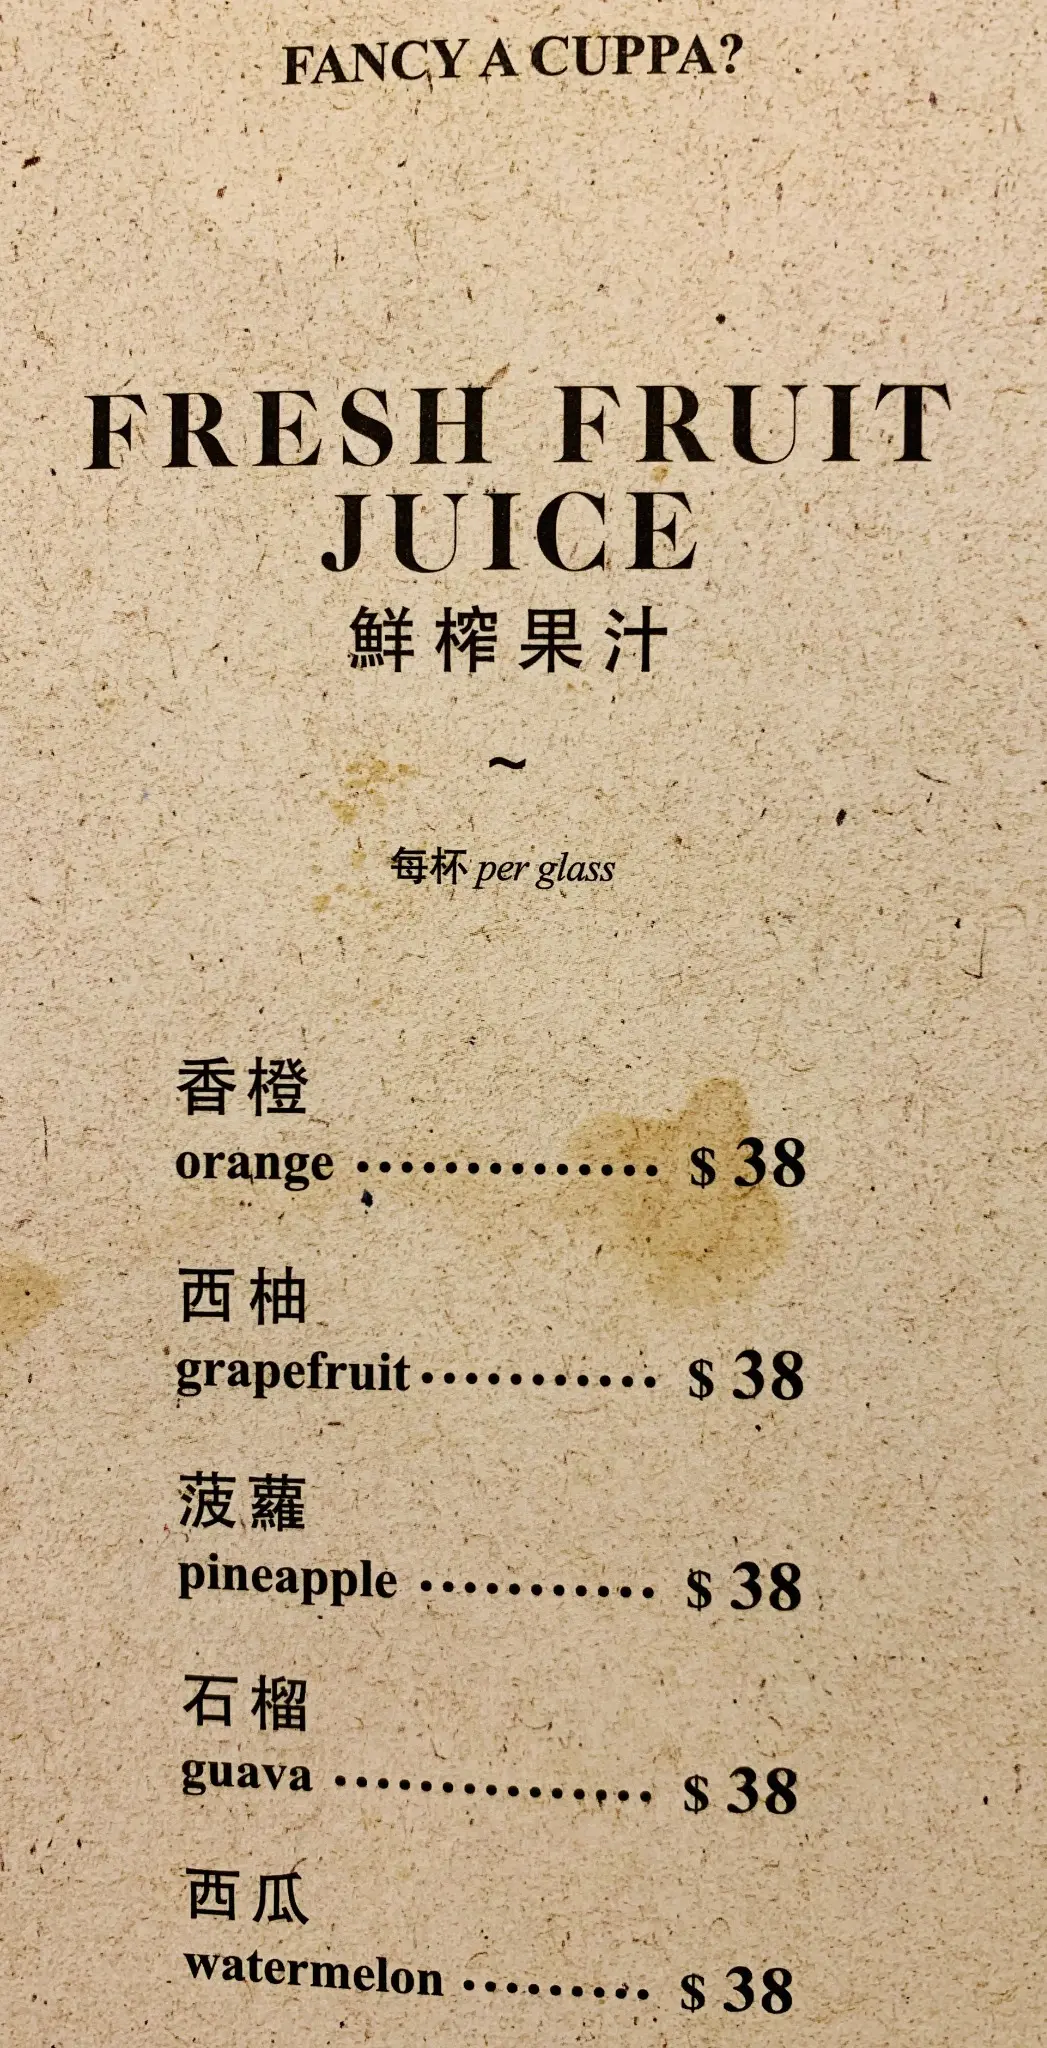 FANCY A CUPPA?
FRESH FRUIT
JUICE
鮮榨果汁
~
每杯 per glass
香橙
orange .............. $ 38
西柚
grapefruit ........... $ 38
菠蘿
pineapple ........... $ 38
石榴
guava ............... $ 38
西瓜
watermelon ......... $ 38